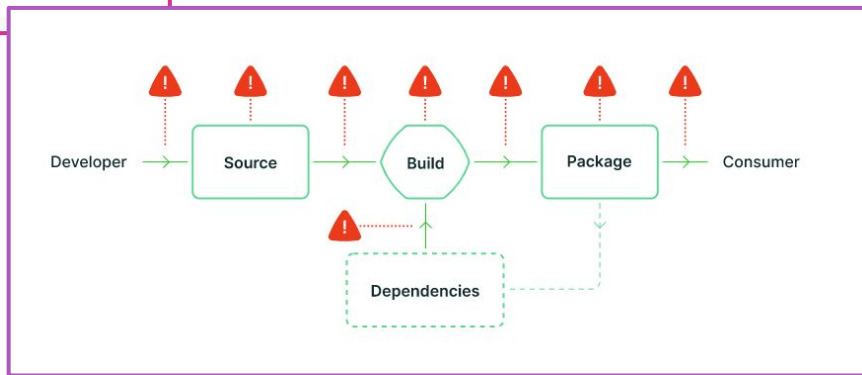 ! ! ! ! ! ! !
Developer Source Build Package Consumer
!
Dependencies